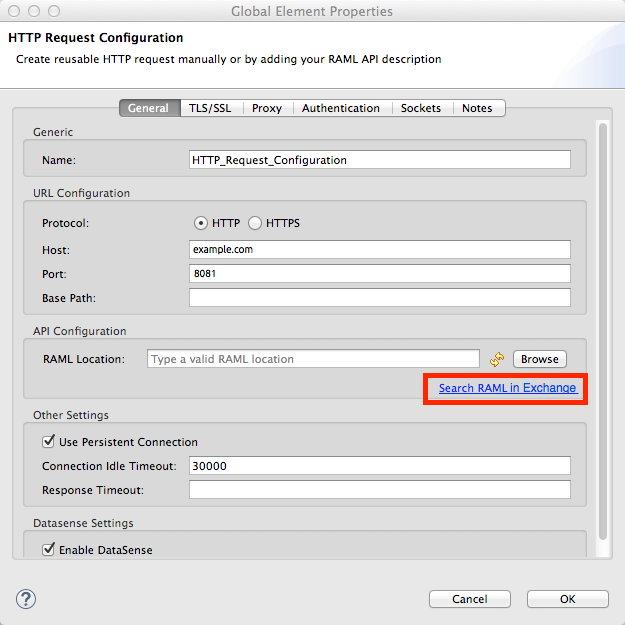 Global Element Properties
HTTP Request Configuration
Create reusable HTTP request manually or by adding your RAML API description
General TLS/SSL Proxy Authentication Sockets Notes
Generic
Name: HTTP_Request_Configuration
URL Configuration
Protocol: HTTP HTTPS
Host: example.com
Port: 8081
Base Path:
API Configuration
RAML Location: Type a valid RAML location Browse
Search RAML in Exchange
Other Settings
Use Persistent Connection
Connection Idle Timeout: 30000
Response Timeout:
Datasense Settings
Enable DataSense
? Cancel OK